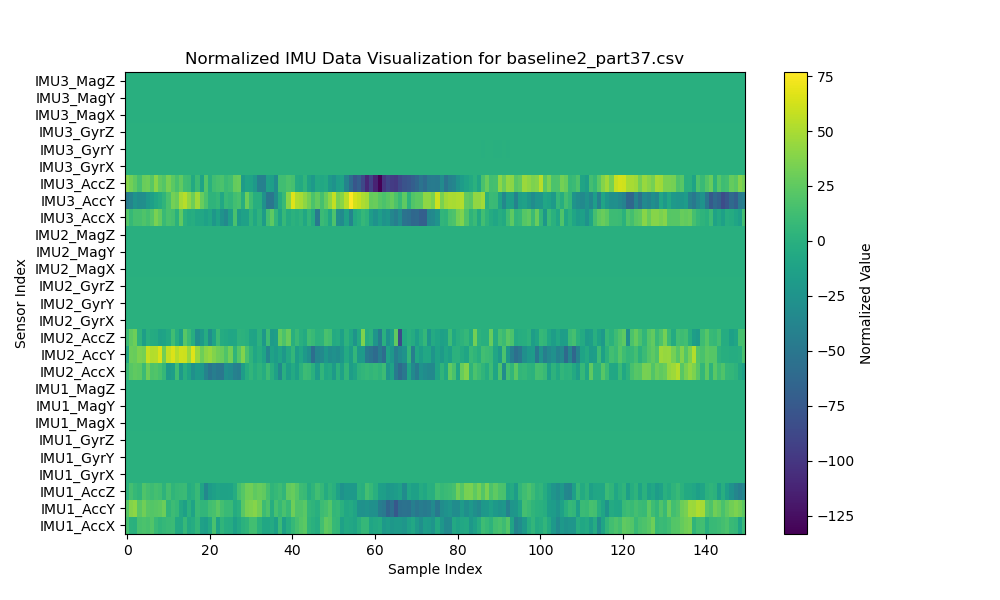 Normalized IMU Data Visualization for baseline2_part37.csv
Sensor Index
IMU3_MagZ
IMU3_MagY
IMU3_MagX
IMU3_GyrZ
IMU3_GyrY
IMU3_GyrX
IMU3_AccZ
IMU3_AccY
IMU3_AccX
IMU2_MagZ
IMU2_MagY
IMU2_MagX
IMU2_GyrZ
IMU2_GyrY
IMU2_GyrX
IMU2_AccZ
IMU2_AccY
IMU2_AccX
IMU1_MagZ
IMU1_MagY
IMU1_MagX
IMU1_GyrZ
IMU1_GyrY
IMU1_GyrX
IMU1_AccZ
IMU1_AccY
IMU1_AccX
0 20 40 60 80 100 120 140
Sample Index
75
50
25
0
−25
−50
−75
−100
−125
Normalized Value